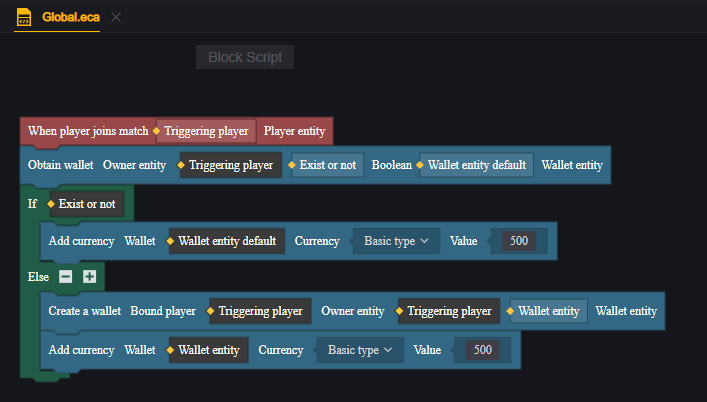 Global.eca
Block Script
When player joins match Triggering player Player entity
Obtain wallet Owner entity Triggering player Exist or not Boolean Wallet entity default Wallet entity
If Exist or not
Add currency Wallet Wallet entity default Currency Basic type Value 500
Else
Create a wallet Bound player Triggering player Owner entity Triggering player Wallet entity Wallet entity
Add currency Wallet Wallet entity Currency Basic type Value 500